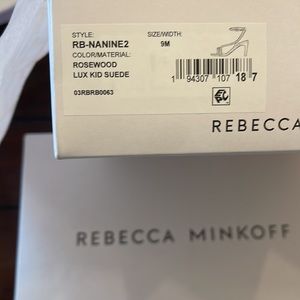 STYLE: SIZE/WIDTH:
RB-NANINE2 9M
COLOR/MATERIAL:
ROSEWOOD
LUX KID SUEDE
03RBRB0063
1 94307 107 18 7
REBECCA
REBECCA MINKOFF